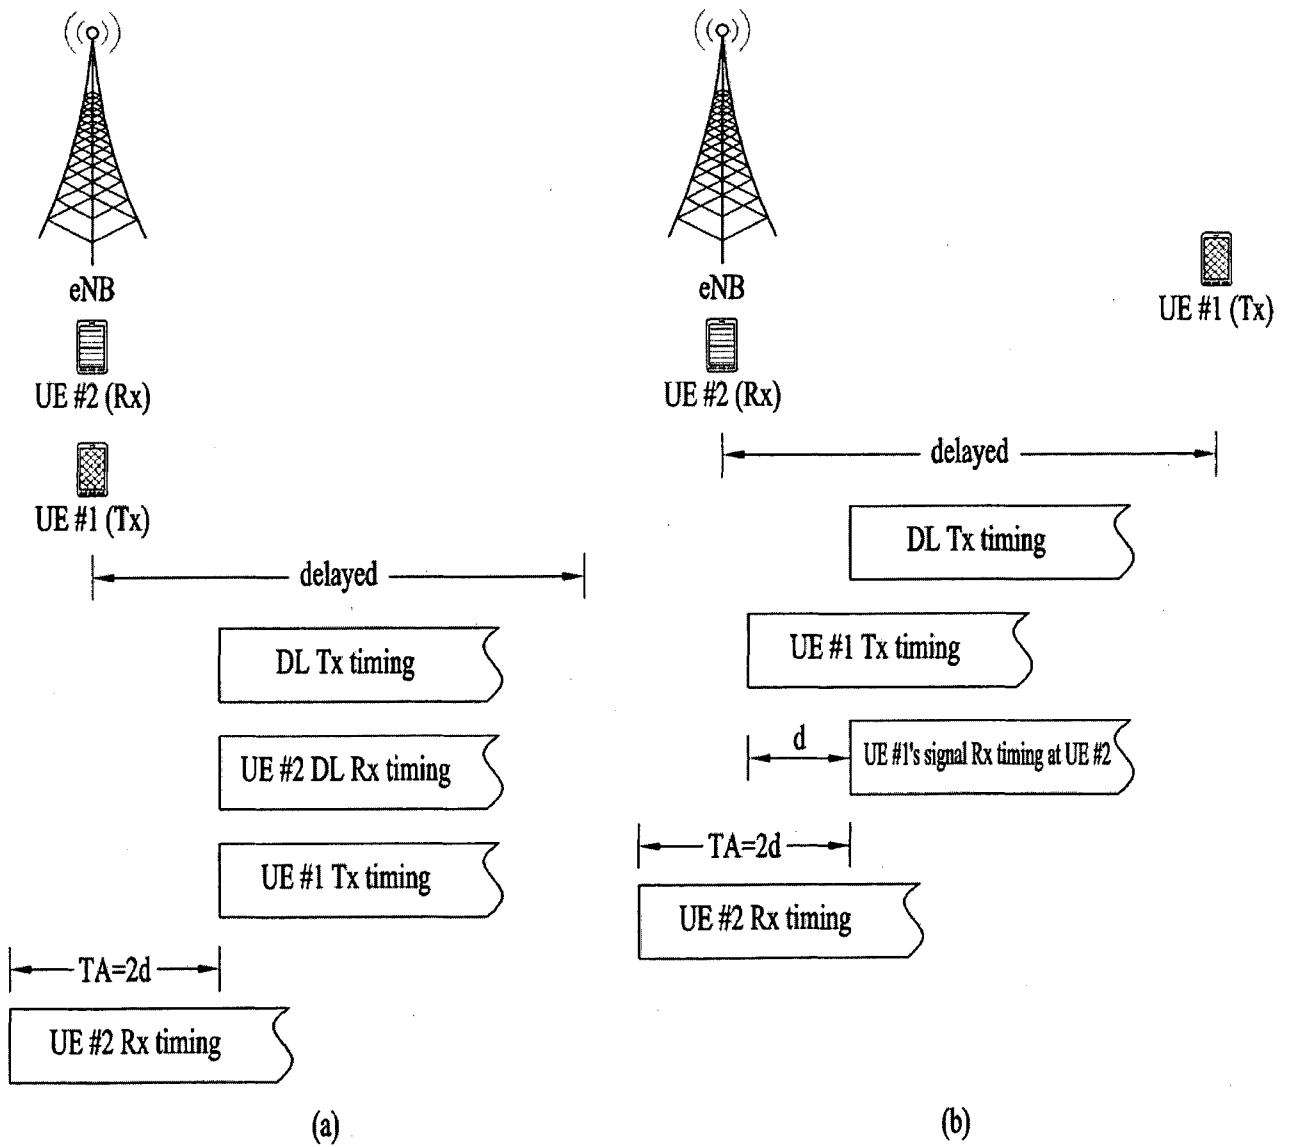 eNB
UE #2 (Rx)
UE #1 (Tx)
delayed
DL Tx timing
UE #2 DL Rx timing
UE #1 Tx timing
TA=2d
UE #2 Rx timing
(a)
eNB
UE #1 (Tx)
UE #2 (Rx)
delayed
DL Tx timing
UE #1 Tx timing
d
UE #1's signal Rx timing at UE #2
TA=2d
UE #2 Rx timing
(b)